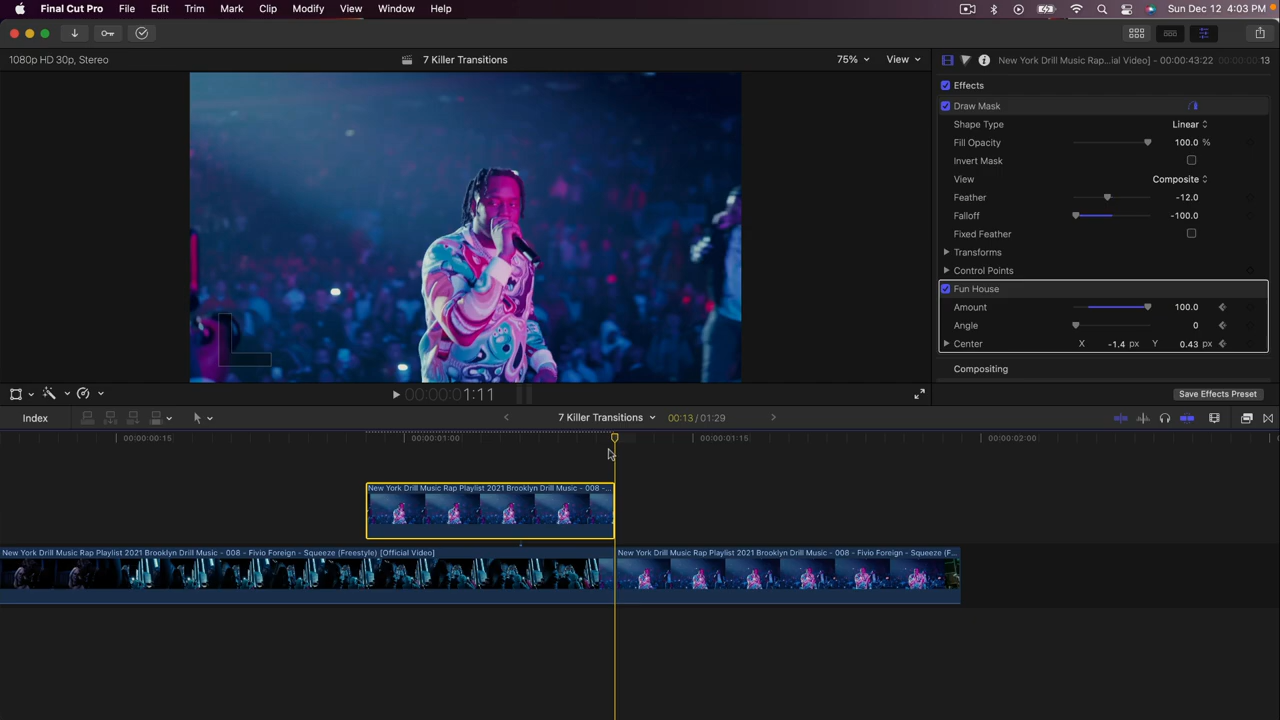 Final Cut Pro File Edit Trim Mark Clip Modify View Window Help Sun Dec 12 4:03 PM
1080p HD 30p, Stereo 7 Killer Transitions 75% View New York Drill Music Rap P...ial Video] - 00:00:43:22 00:00:00 13
Effects
Draw Mask
Shape Type Linear
Fill Opacity 100.0 %
Invert Mask
View Composite
Feather -12.0
Falloff -100.0
Fixed Feather
Transforms
Control Points
Fun House
Amount 100.0
Angle 0
Center X -1.4 px Y 0.43 px
Compositing
00:00:00:01:11 Save Effects Preset
Index 7 Killer Transitions 00:13 / 01:29
00:00:00:15 00:00:01:00 00:00:01:15 00:00:02:00
New York Drill Music Rap Playlist 2021 Brooklyn Drill Music - 008 -...
New York Drill Music Rap Playlist 2021 Brooklyn Drill Music - 008 - Fivio Foreign - Squeeze (Freestyle) [Official Video] New York Drill Music Rap Playlist 2021 Brooklyn Drill Music - 008 - Fivio Foreign - Squeeze (F...